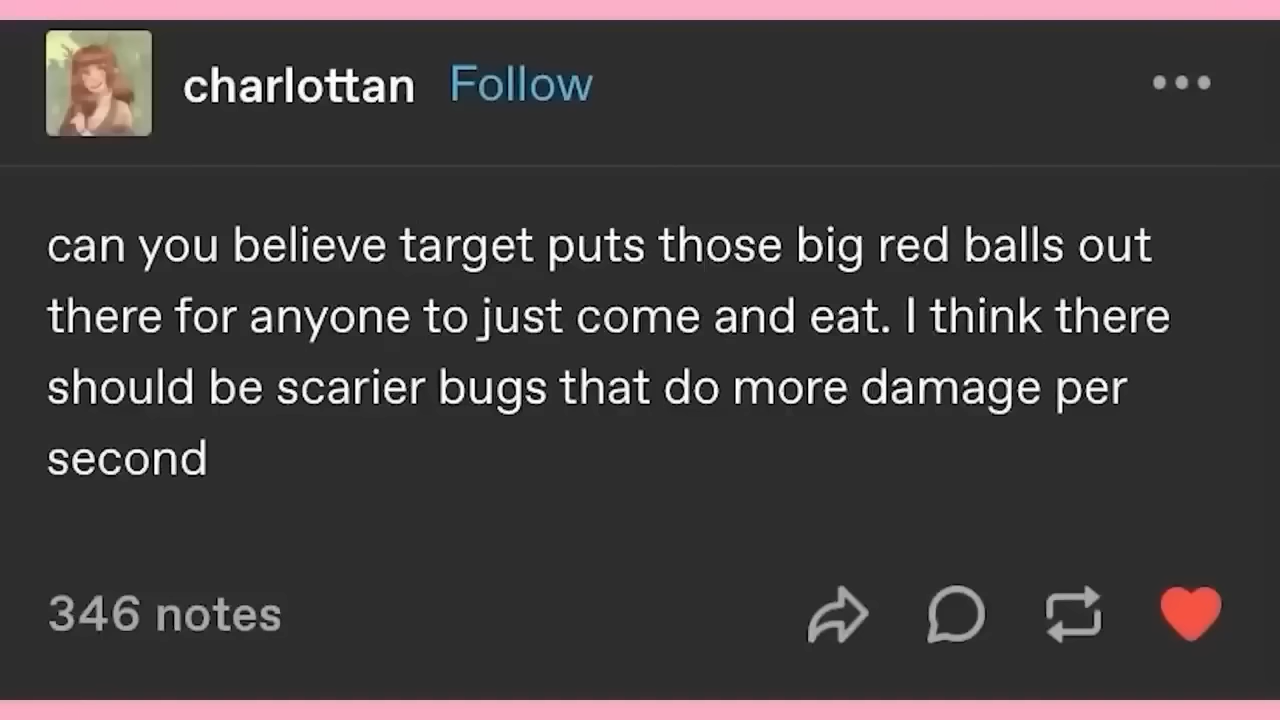 charlottan Follow
can you believe target puts those big red balls out
there for anyone to just come and eat. I think there
should be scarier bugs that do more damage per
second
346 notes